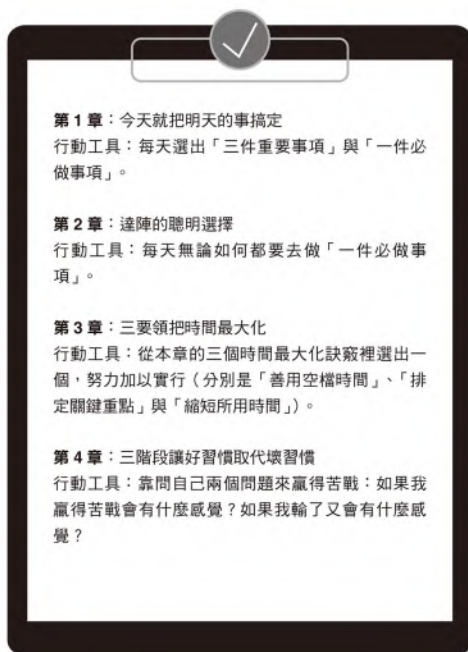 第 1 章：今天就把明天的事搞定
行動工具：每天選出「三件重要事項」與「一件必
做事項」。
第 2 章：達陣的聰明選擇
行動工具：每天無論如何都要去做「一件必做事
項」。
第 3 章：三要領把時間最大化
行動工具：從本章的三個時間最大化訣竅裡選出一
個，努力加以實行（分別是「善用空檔時間」、「排
定關鍵重點」與「縮短所用時間」）。
第 4 章：三階段讓好習慣取代壞習慣
行動工具：靠問自己兩個問題來贏得苦戰：如果我
贏得苦戰會有什麼感覺？如果我輸了又會有什麼感
覺？